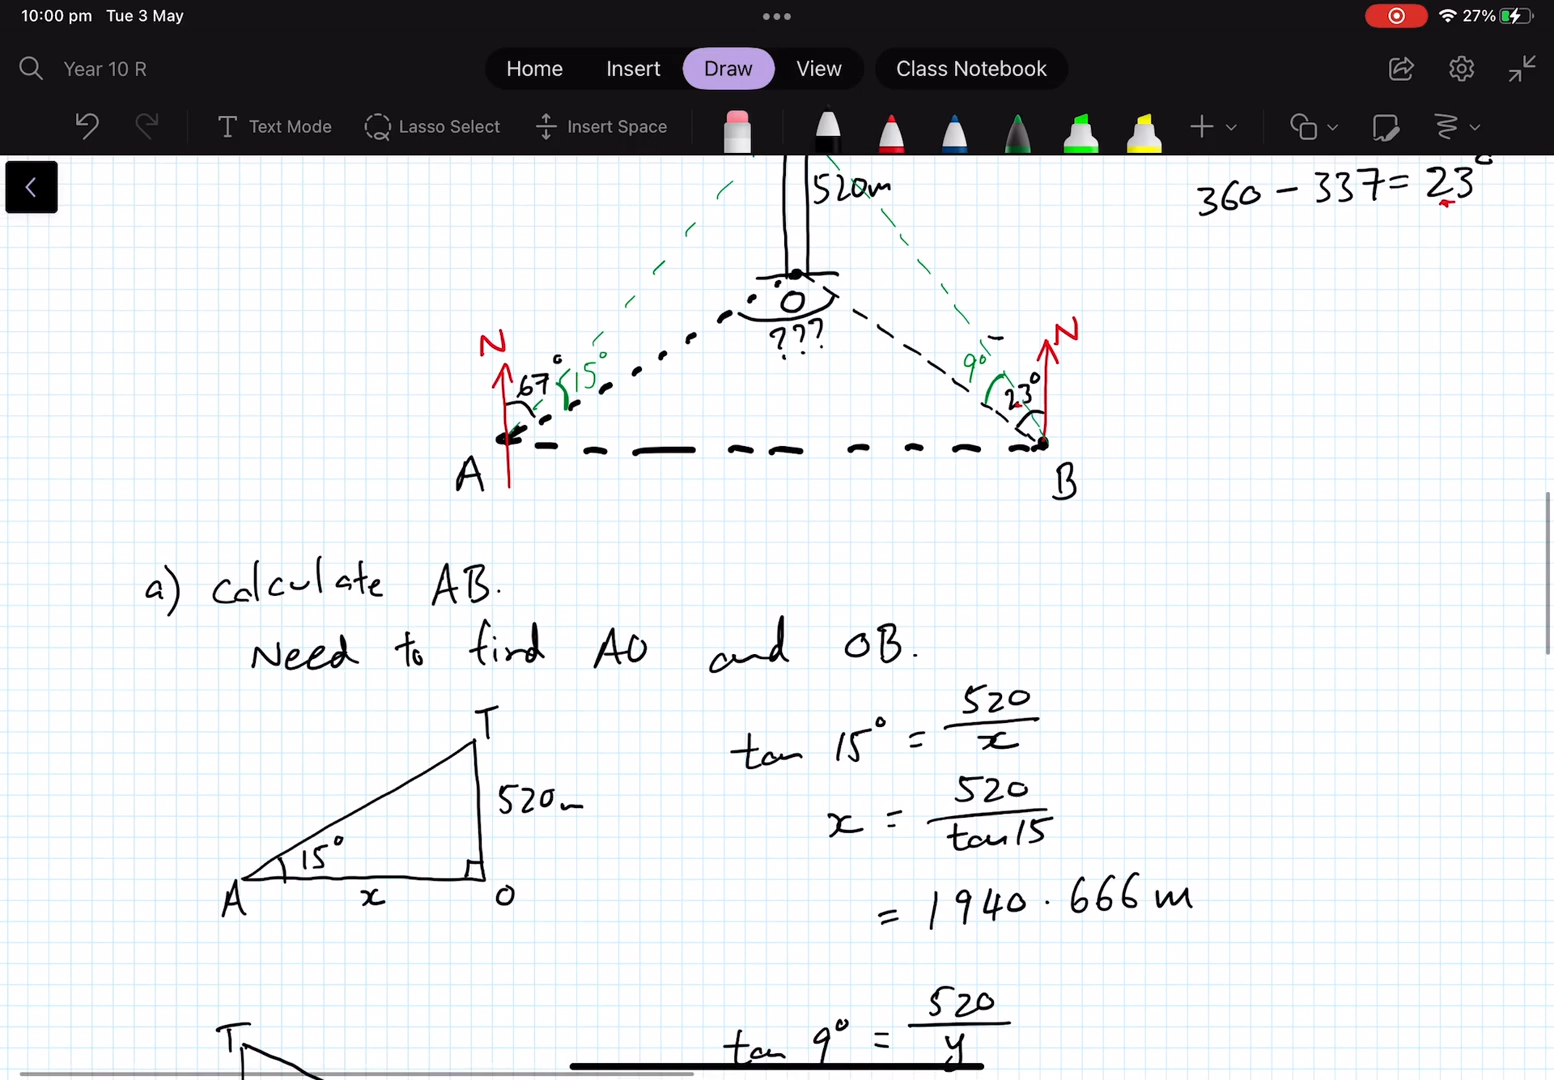 10:00 pm Tue 3 May
27%
Year 10 R
Home Insert Draw View Class Notebook
Text Mode Lasso Select Insert Space
520m
360 - 337 = 23°
O
???
N
67°
15°
9°
23°
N
A
B
a) Calculate AB.
Need to find AO and OB.
T
520m
15°
A
x
O
tan 15° = 520/x
x = 520/tan15
= 1940.666 m
T
tan 9° = 520/y